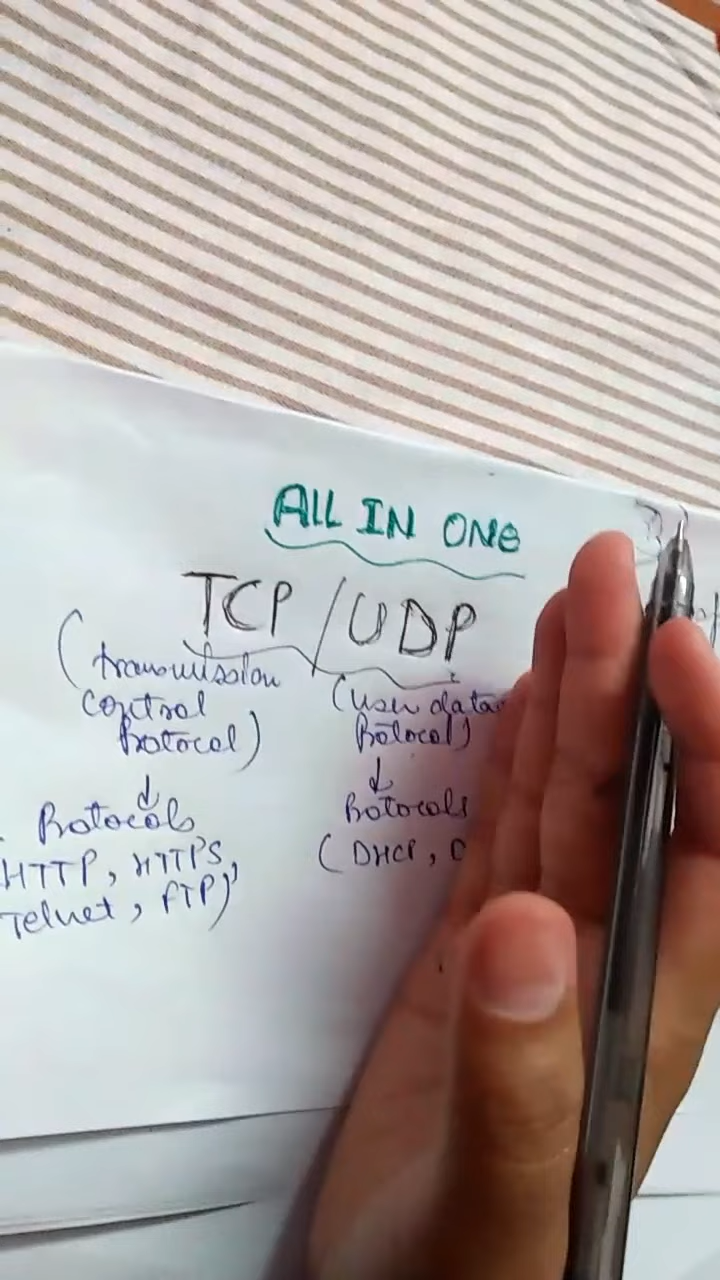 ALL IN ONE
TCP/UDP
(transmission
control
Protocol)
(User data
Protocol)
Protocols
HTTP, HTTPS,
Telnet, FTP)
Protocols
(DHCP, D